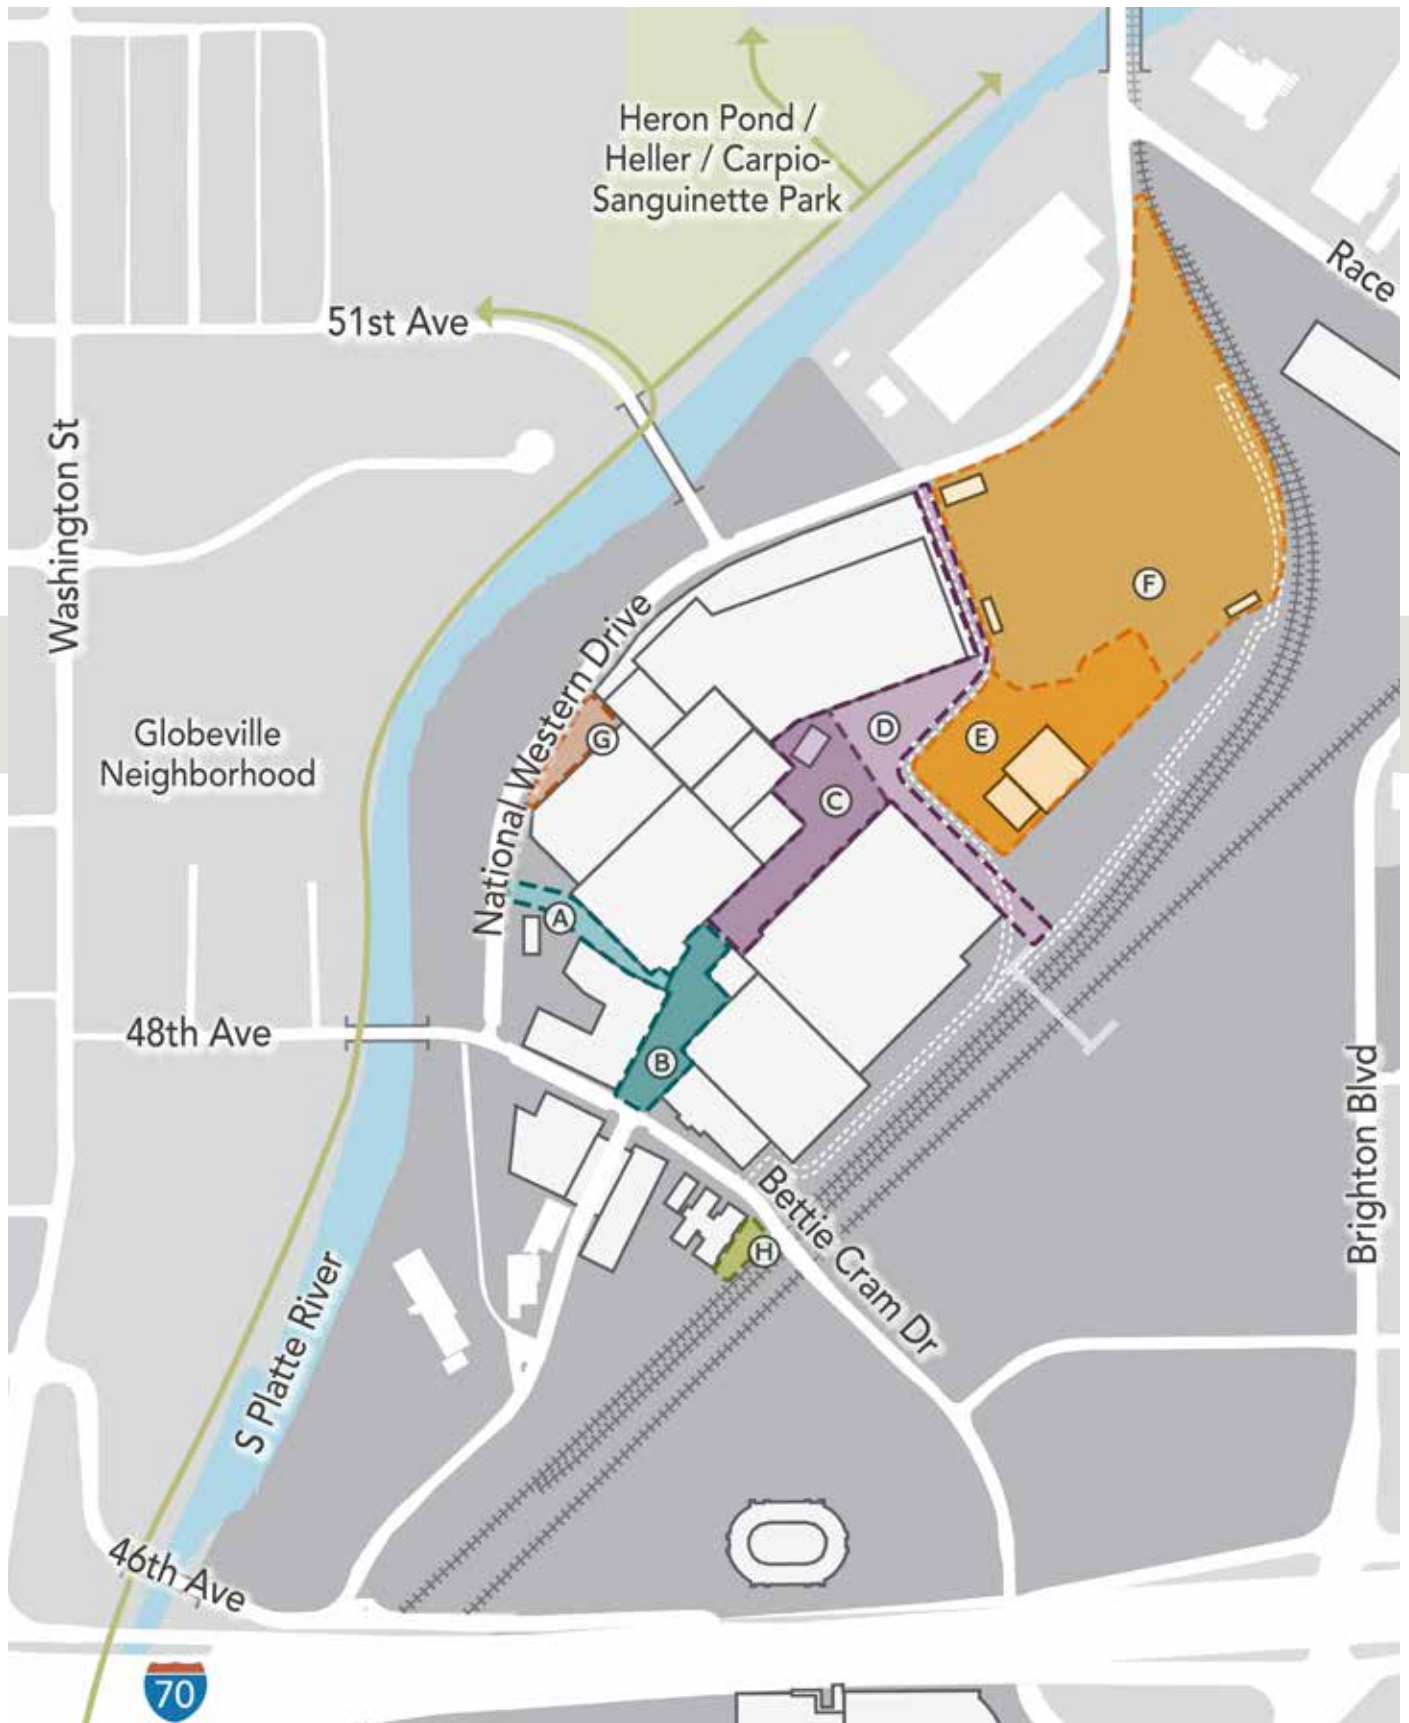 Heron Pond /
Heller / Carpio-
Sanguinette Park
Race
51st Ave
Washington St
F
National Western Drive
G
D
E
Globeville
Neighborhood
C
A
48th Ave
B
Brighton Blvd
Bettie Cram Dr
H
S Platte River
46th Ave
70